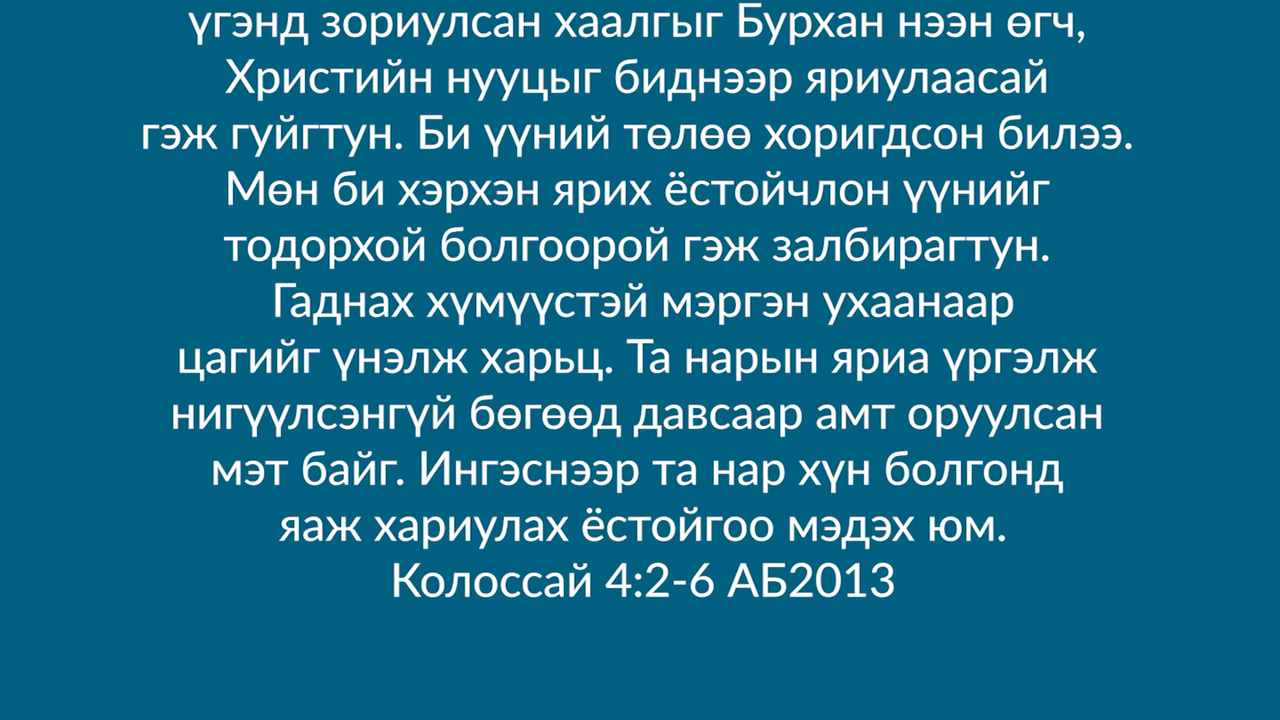 үгэнд зориулсан хаалгыг Бурхан нээн өгч,
Христийн нууцыг биднээр яриулаасай
гэж гуйгтун. Би үүний төлөө хоригдсон билээ.
Мөн би хэрхэн ярих ёстойчлон үүнийг
тодорхой болгоорой гэж залбирагтун.
Гаднах хүмүүстэй мэргэн ухаанаар
цагийг үнэлж харьц. Та нарын яриа үргэлж
нигүүлсэнгүй бөгөөд давсаар амт оруулсан
мэт байг. Ингэснээр та нар хүн болгонд
яаж хариулах ёстойгоо мэдэх юм.
Колоссай 4:2-6 АБ2013